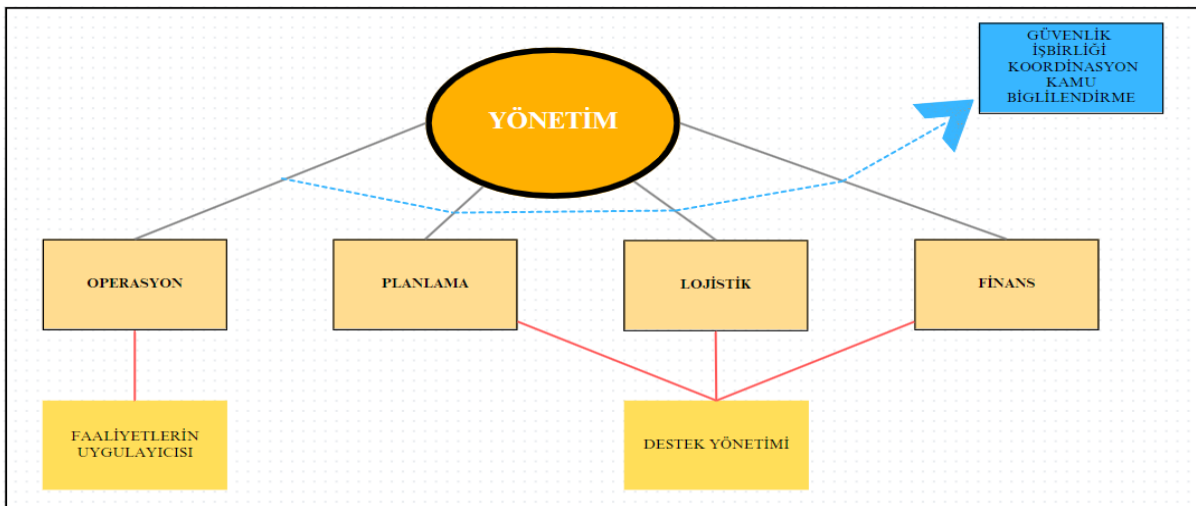 GÜVENLİK
İŞBİRLİĞİ
KOORDİNASYON
KAMU
BİGLİLENDİRME
YÖNETİM
OPERASYON
PLANLAMA
LOJİSTİK
FİNANS
FAALİYETLERİN
UYGULAYICISI
DESTEK YÖNETİMİ